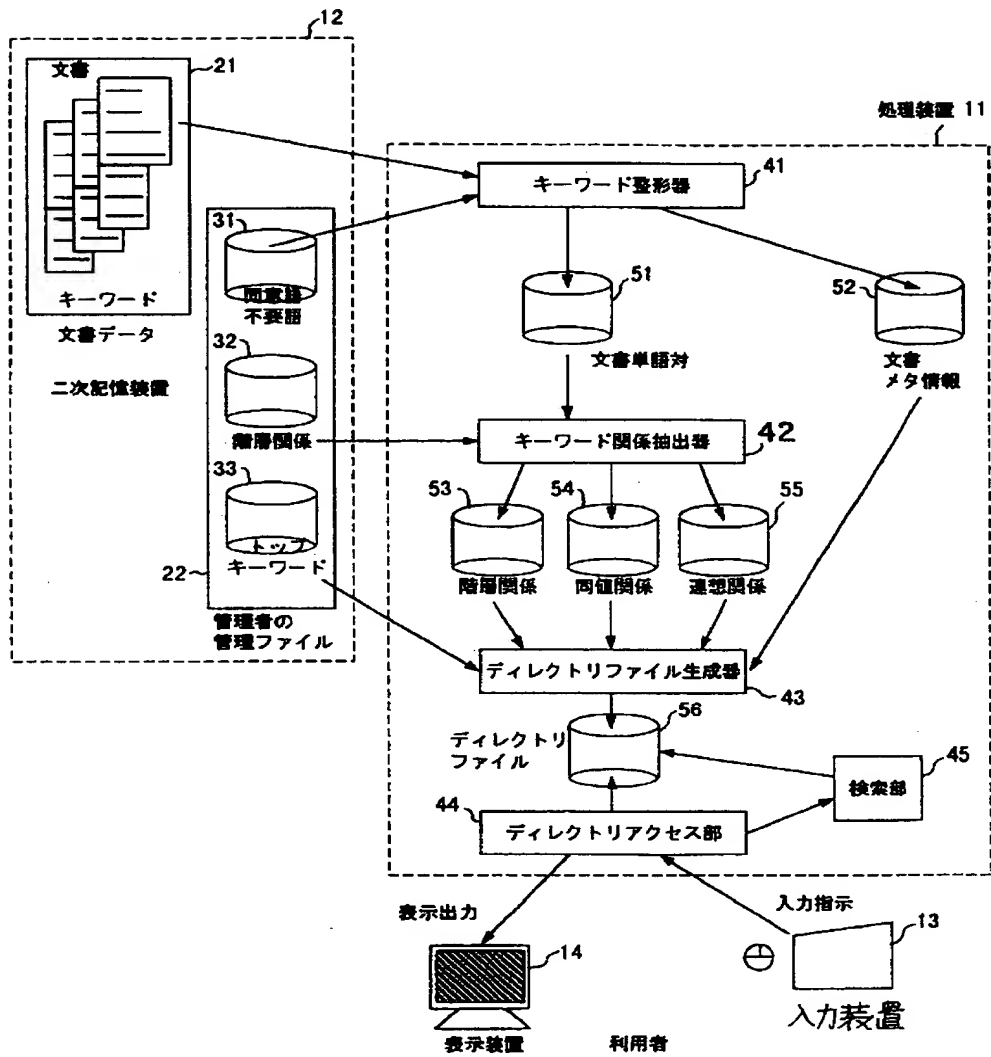 12
文書
21
キーワード
文書データ
二次記憶装置
31
同意語
不要語
32
階層関係
33
トップ
キーワード
22
管理者の
管理ファイル
処理装置 11
キーワード整形器
41
51
文書単語対
52
文書
メタ情報
キーワード関係抽出器
42
53
階層関係
54
同値関係
55
連想関係
ディレクトリファイル生成器
43
56
ディレクトリ
ファイル
45
検索部
44
ディレクトリアクセス部
表示出力
入力指示
14
表示装置
利用者
13
入力装置